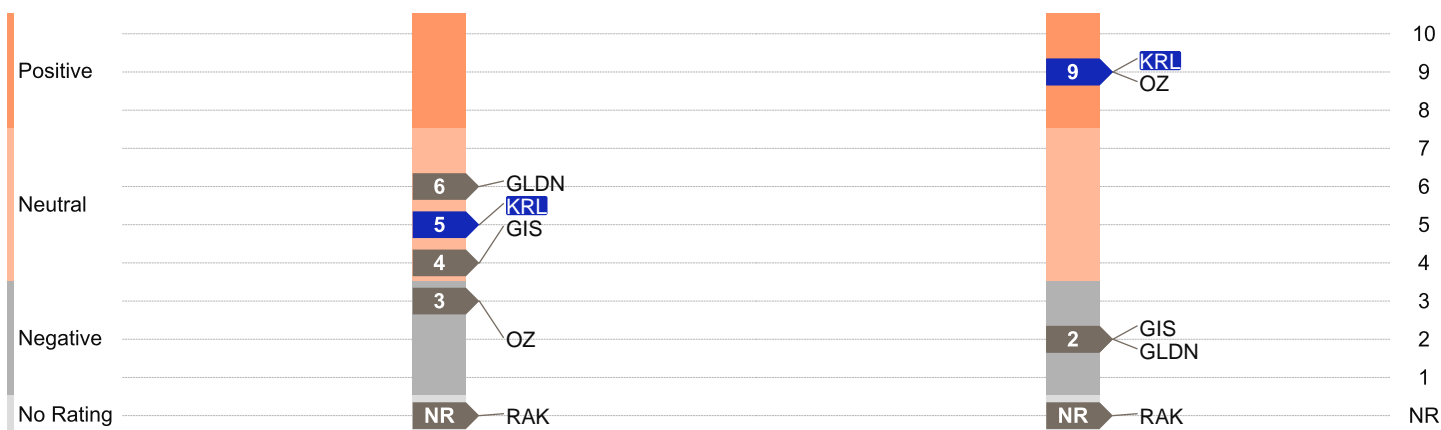 10
KRL
Positive
9
9
OZ
8
7
6
GLDN
6
Neutral
KRL
5
5
GIS
4
4
3
3
GIS
Negative
OZ
2
2
GLDN
1
No Rating
NR
RAK
NR
RAK
NR